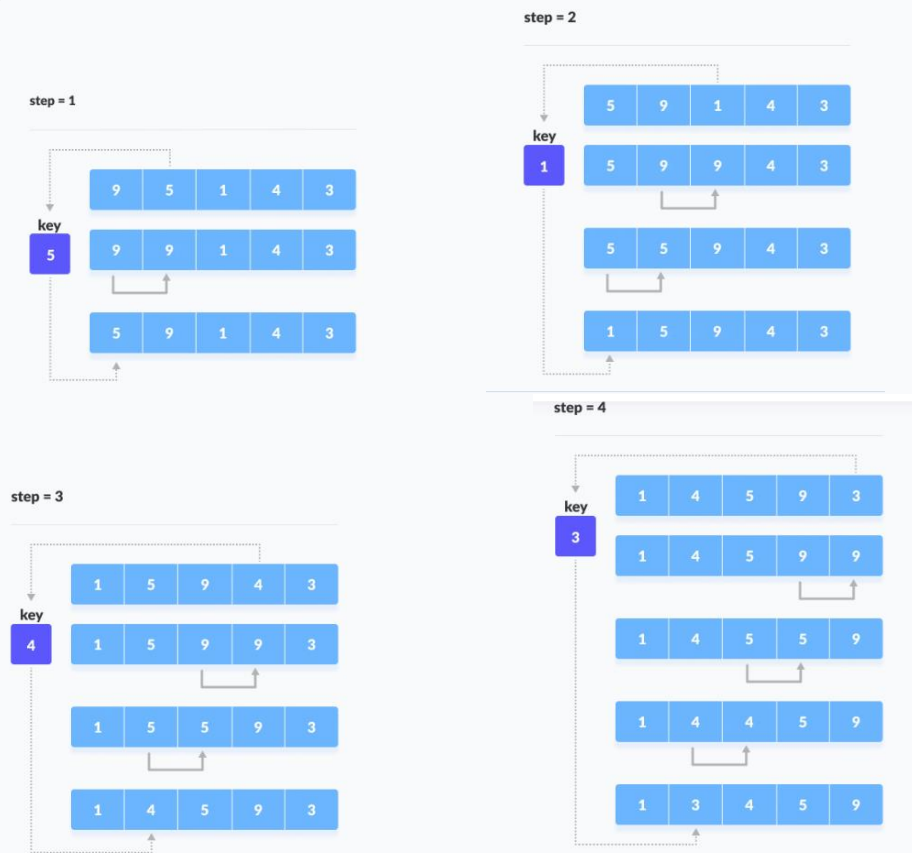 step = 1
9 5 1 4 3
key
5
9 9 1 4 3
5 9 1 4 3
step = 2
5 9 1 4 3
key
1
5 9 9 4 3
5 5 9 4 3
1 5 9 4 3
step = 3
1 5 9 4 3
key
4
1 5 9 9 3
1 5 5 9 3
1 4 5 9 3
step = 4
1 4 5 9 3
key
3
1 4 5 9 9
1 4 5 5 9
1 4 4 5 9
1 3 4 5 9